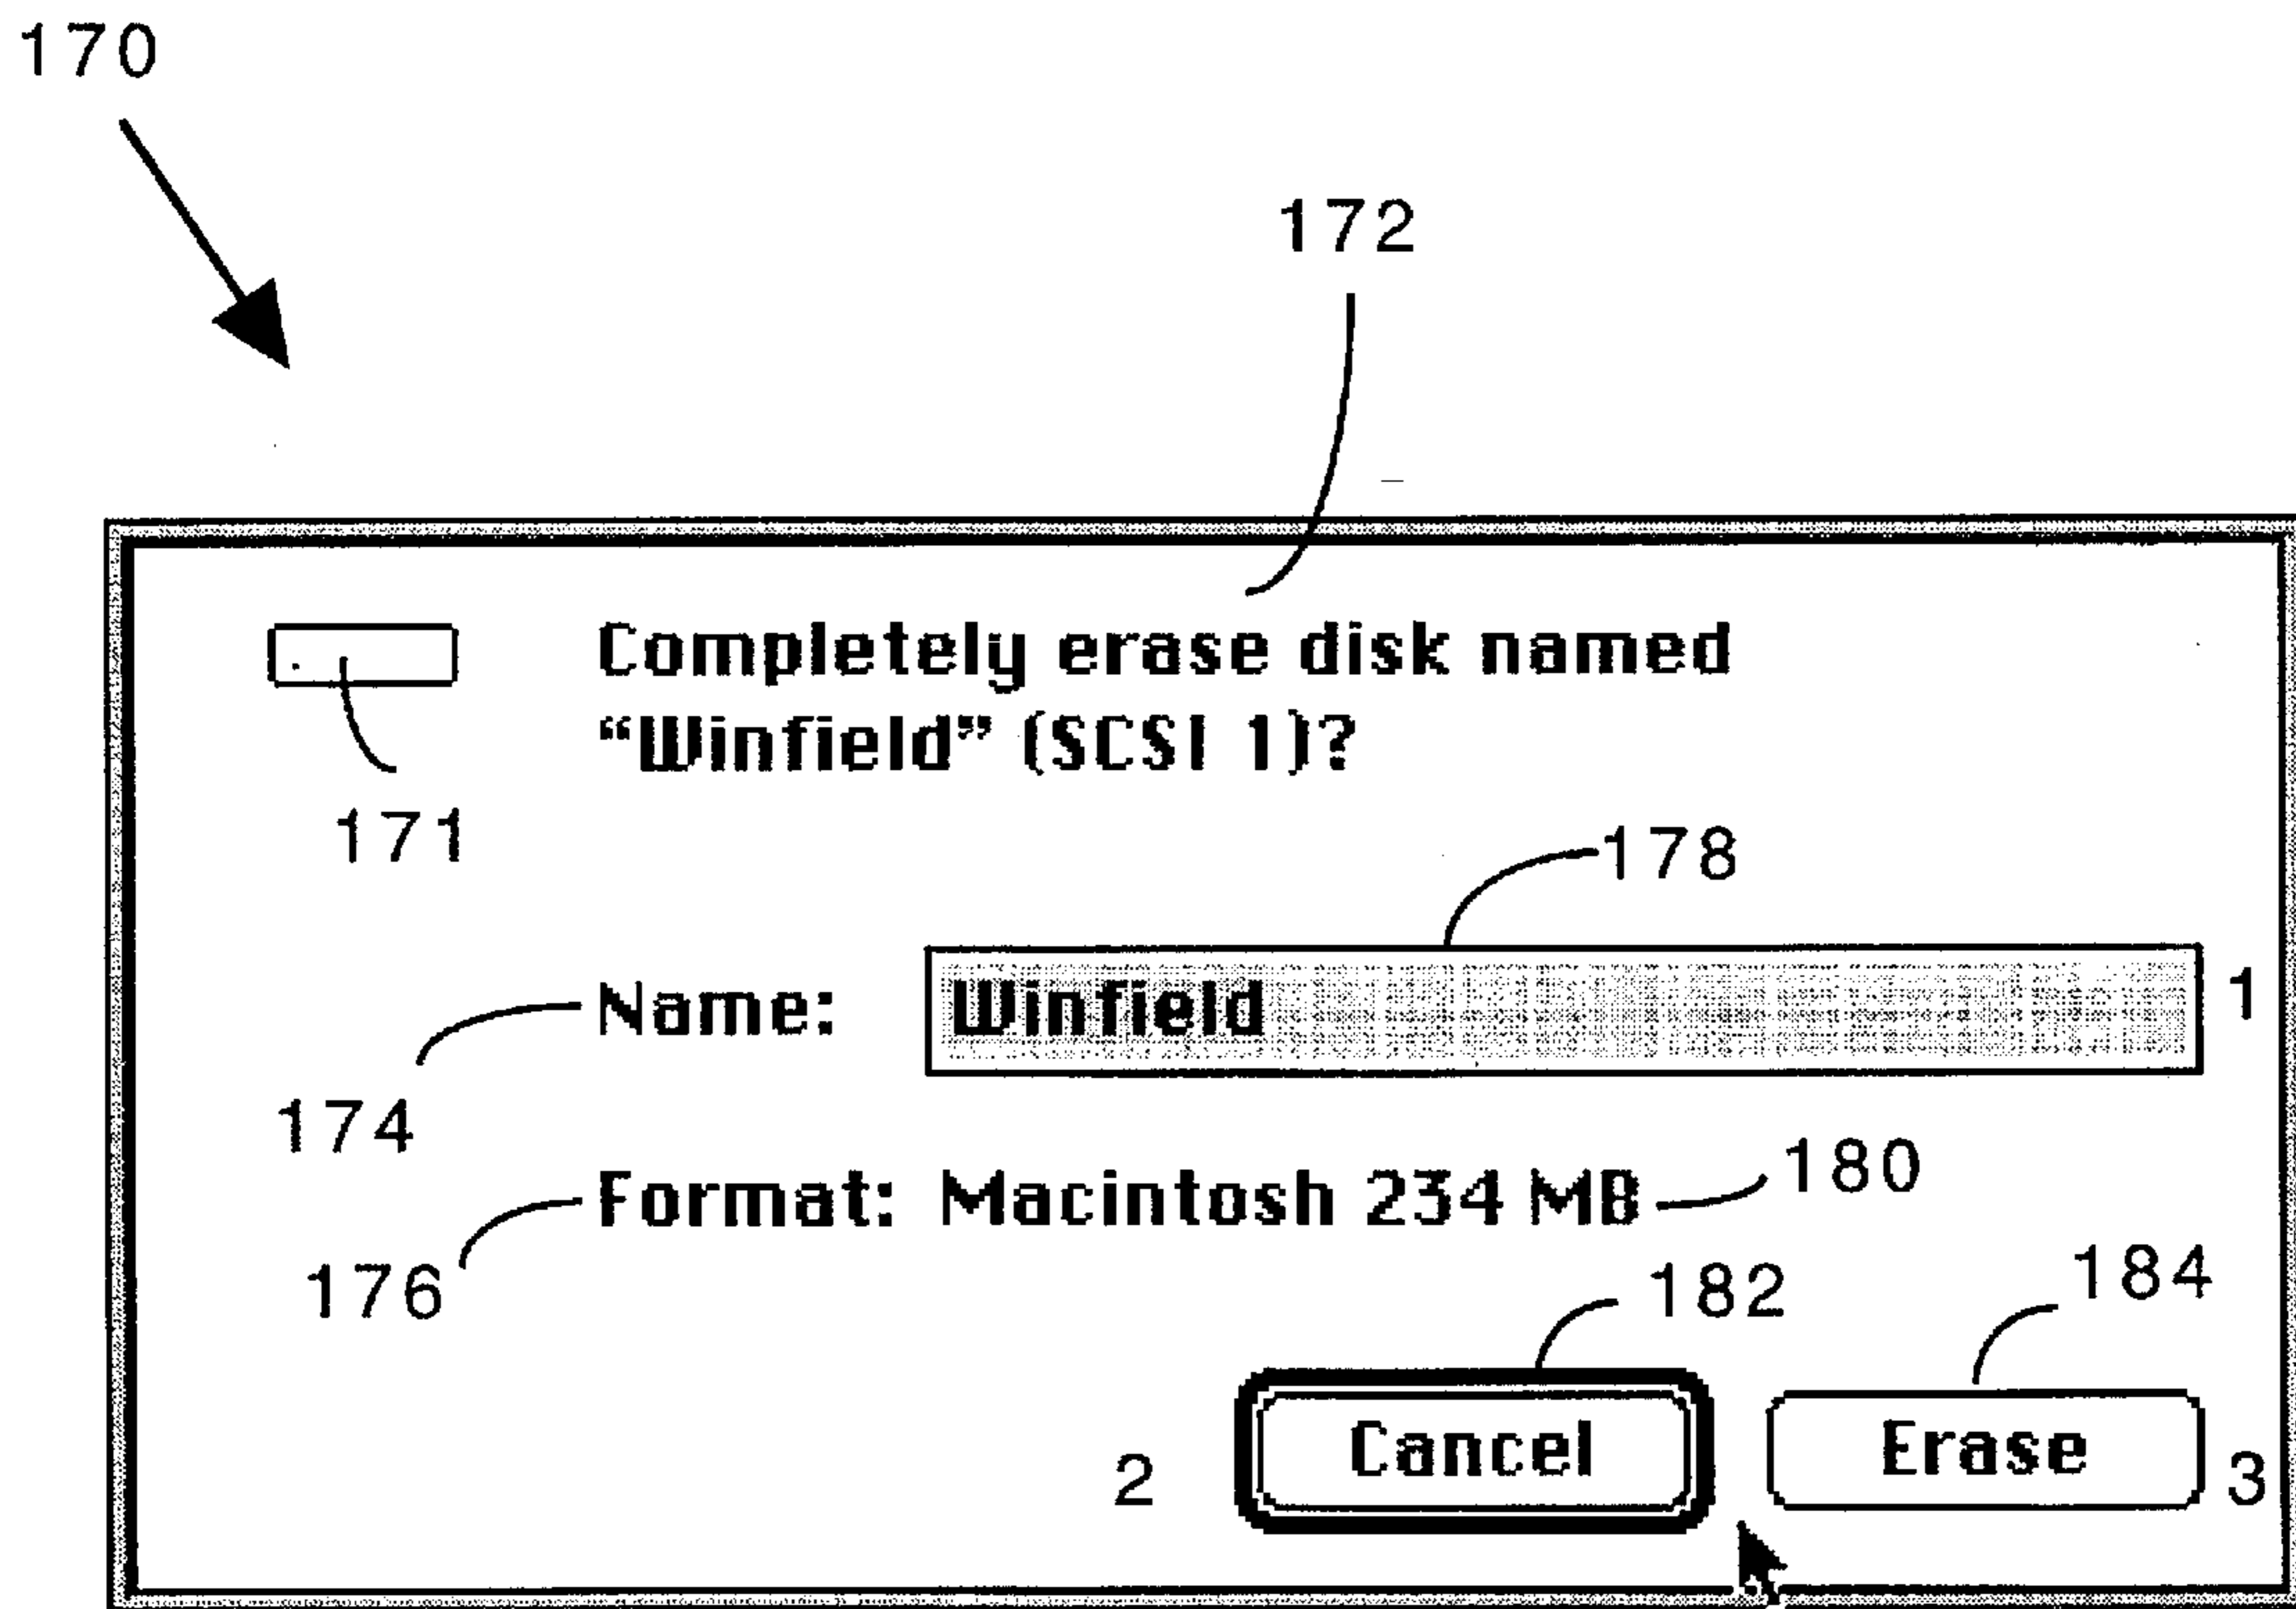 170
172
Completely erase disk named
“Winfield” (SCSI 1)?
171
178
Name: Winfield 1
174
Format: Macintosh 234 MB 180
176
182 184
2 Cancel Erase 3